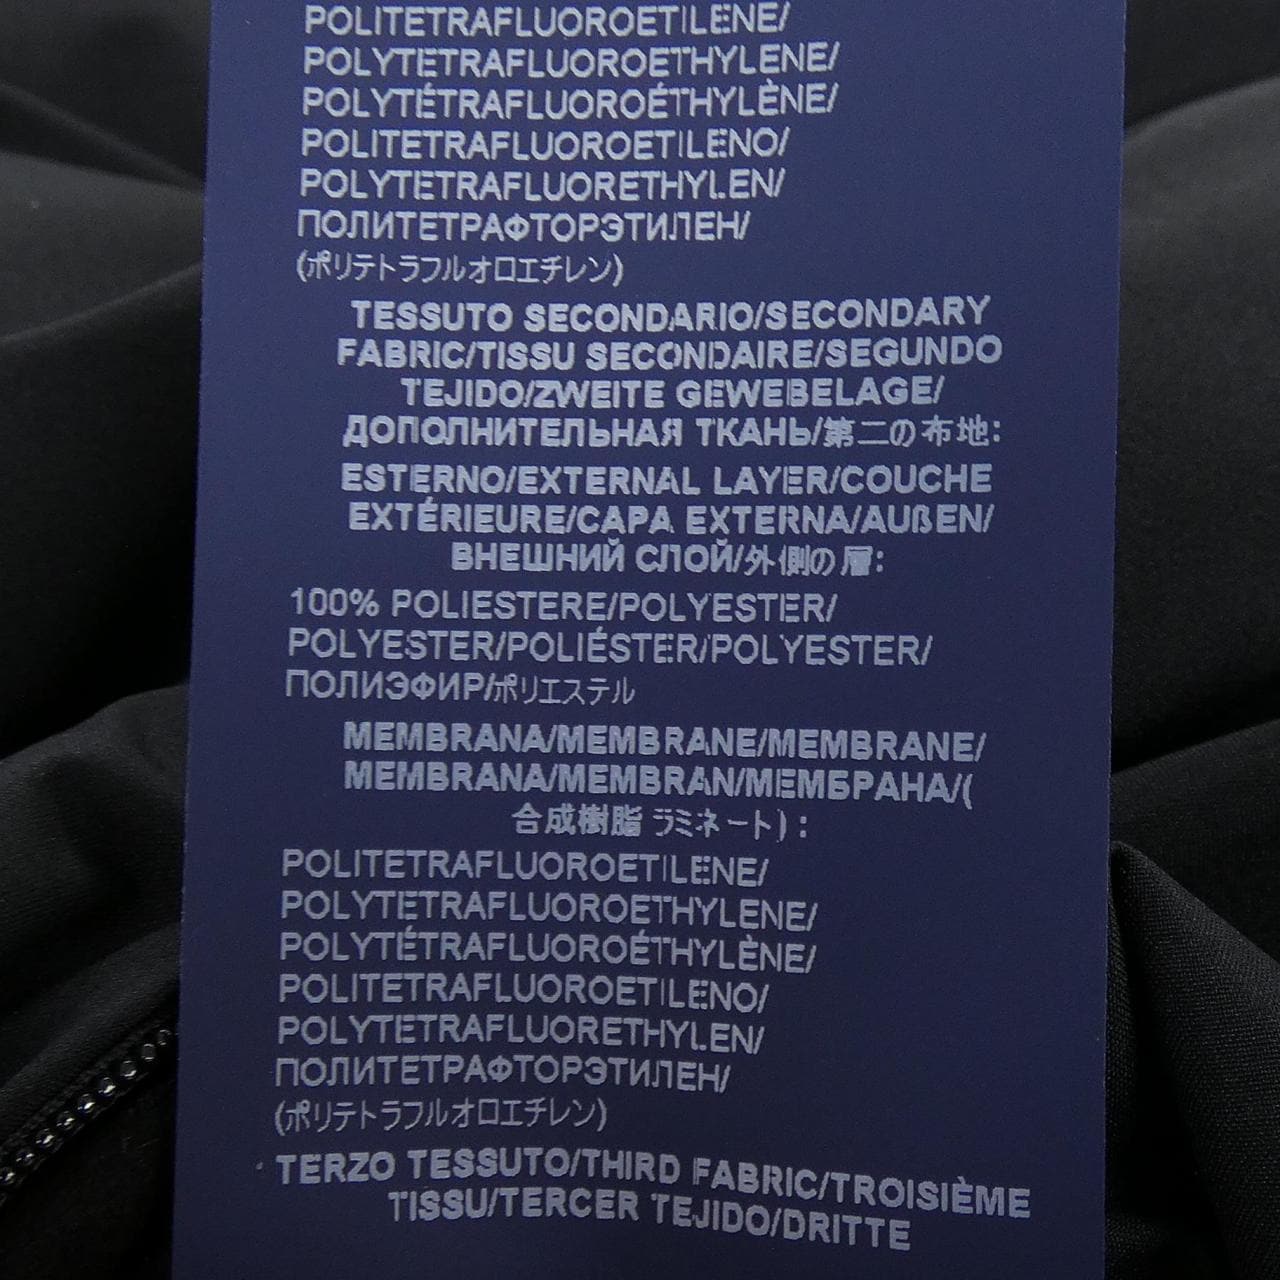 POLITETRAFLUOROETILENE/
POLYTETRAFLUOROETHYLENE/
POLYTÉTRAFLUOROÉTHYLÈNE/
POLITETRAFLUOROETILENO/
POLYTETRAFLUORETHYLEN/
ПОЛИТЕТРАФТОРЭТИЛЕН/
(ポリテトラフルオロエチレン)
TESSUTO SECONDARIO/SECONDARY
FABRIC/TISSU SECONDAIRE/SEGUNDO
TEJIDO/ZWEITE GEWEBELAGE/
ДОПОЛНИТЕЛЬНАЯ ТКАНЬ/第二の布地:
ESTERNO/EXTERNAL LAYER/COUCHE
EXTÉRIEURE/CAPA EXTERNA/AUßEN/
ВНЕШНИЙ СЛОЙ/外側の層:
100% POLIESTERE/POLYESTER/
POLYESTER/POLIÉSTER/POLYESTER/
ПОЛИЭФИР/ポリエステル
MEMBRANA/MEMBRANE/MEMBRANE/
MEMBRANA/MEMBRAN/МЕМБРАНА/(
合成樹脂 ラミネート) :
POLITETRAFLUOROETILENE/
POLYTETRAFLUOROETHYLENE/
POLYTÉTRAFLUOROÉTHYLÈNE/
POLITETRAFLUOROETILENO/
POLYTETRAFLUORETHYLEN/
ПОЛИТЕТРАФТОРЭТИЛЕН/
(ポリテトラフルオロエチレン)
TERZO TESSUTO/THIRD FABRIC/TROISIÈME
TISSU/TERCER TEJIDO/DRITTE